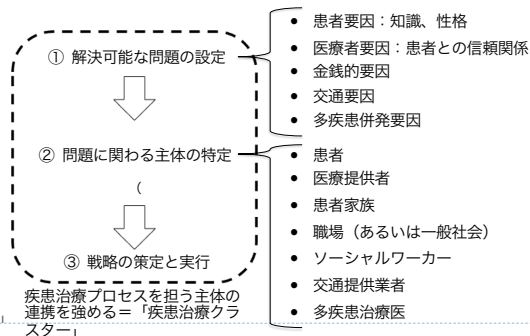 ① 解決可能な問題の設定
② 問題に関わる主体の特定
(
③ 戦略の策定と実行
疾患治療プロセスを担う主体の
連携を強める＝「疾患治療クラ
スター」
• 患者要因：知識、性格
• 医療者要因：患者との信頼関係
• 金銭的要因
• 交通要因
• 多疾患併発要因
• 患者
• 医療提供者
• 患者家族
• 職場（あるいは一般社会）
• ソーシャルワーカー
• 交通提供業者
• 多疾患治療医